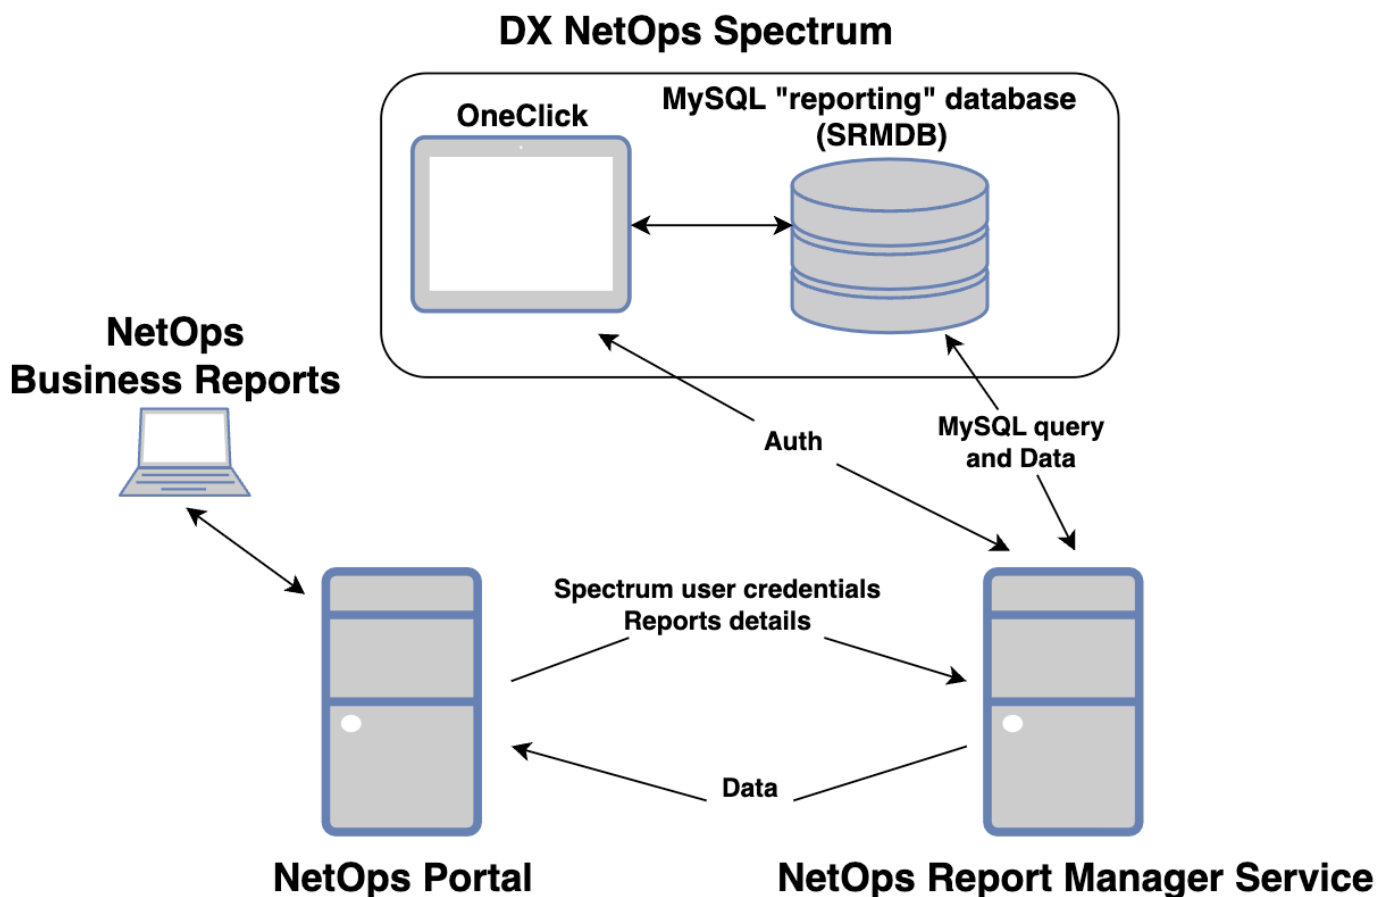 DX NetOps Spectrum
OneClick
MySQL "reporting" database
(SRMDB)
NetOps
Business Reports
Auth
MySQL query
and Data
Spectrum user credentials
Reports details
Data
NetOps Portal
NetOps Report Manager Service